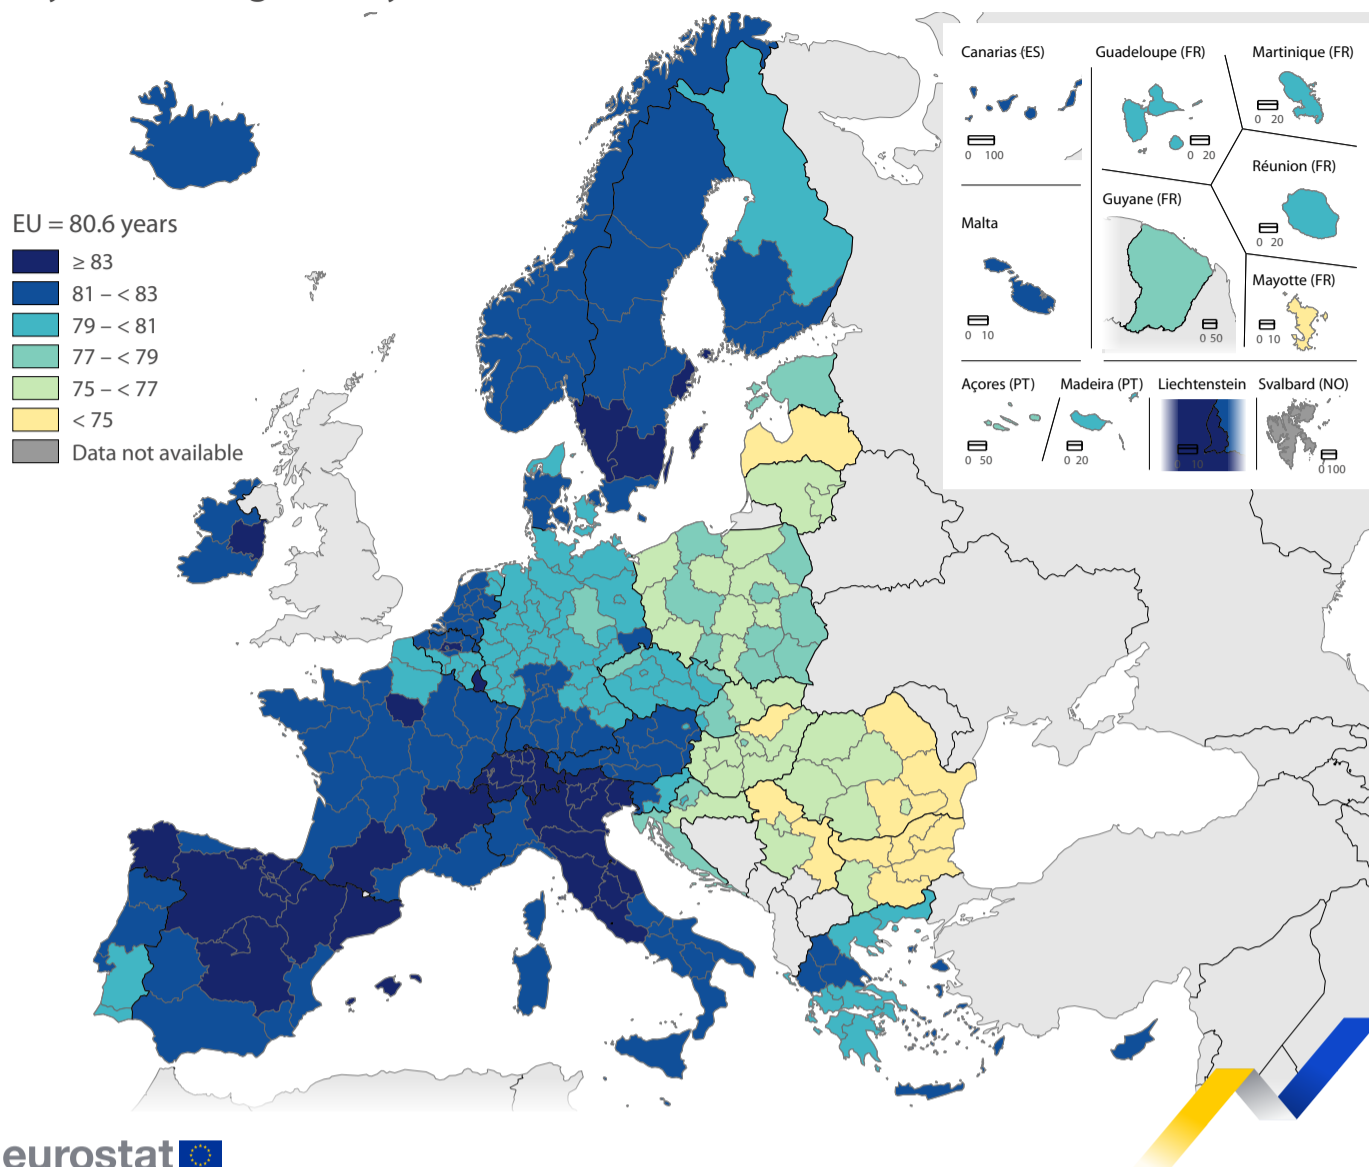 EU = 80.6 years
≥ 83
81 – < 83
79 – < 81
77 – < 79
75 – < 77
< 75
Data not available
Canarias (ES)
0 100
Guadeloupe (FR)
0 20
Martinique (FR)
0 20
Réunion (FR)
0 20
Guyane (FR)
0 50
Malta
0 10
Mayotte (FR)
0 10
Açores (PT)
0 50
Madeira (PT)
0 20
Liechtenstein
0 10
Svalbard (NO)
0 100
eurostat